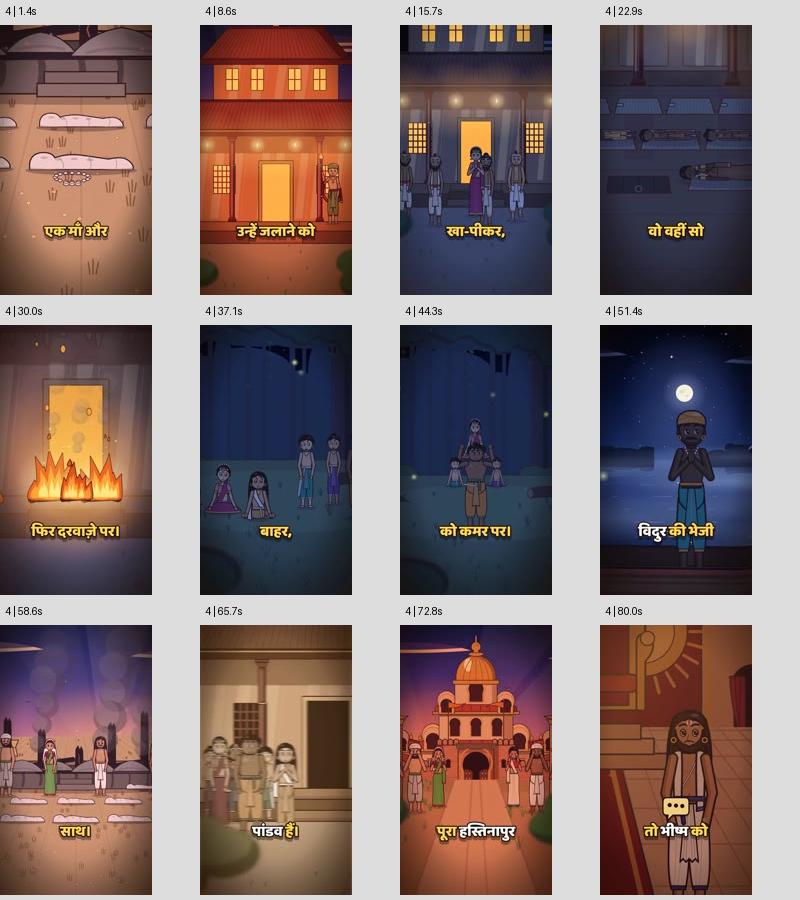 4|1.4s
4|8.6s
4|15.7s
4|22.9s
एक माँ और
उन्हें जलाने को
खा-पीकर,
वो वहीं सो
4|30.0s
4|37.1s
4|44.3s
4|51.4s
फिर दरवाज़े पर।
बाहर,
को कमर पर।
विदुर की भेजी
4|58.6s
4|65.7s
4|72.8s
4|80.0s
साथ।
पांडव हैं।
पूरा हस्तिनापुर
तो भीष्म को